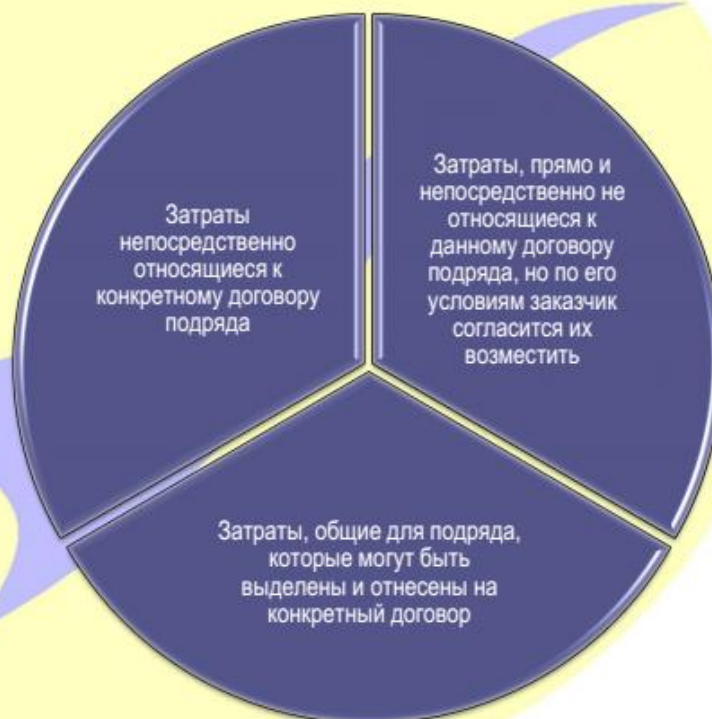 Затраты
непосредственно
относящиеся к
конкретному договору
подряда
Затраты, прямо и
непосредственно не
относящиеся к
данному договору
подряда, но по его
условиям заказчик
согласится их
возместить
Затраты, общие для подряда,
которые могут быть
выделены и отнесены на
конкретный договор